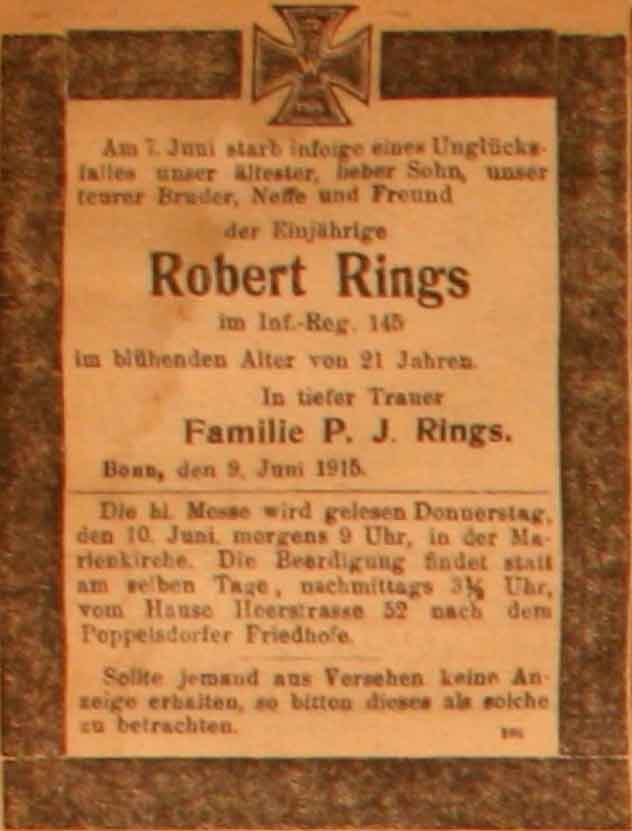 Am 7. Juni starb infolge eines Unglücks-
falles unser ältester, lieber Sohn, unser
teurer Bruder, Neffe und Freund
der Einjährige
Robert Rings
im Inf.-Reg. 145
im blühenden Alter von 21 Jahren.
In tiefer Trauer
Familie P. J. Rings.
Bonn, den 9. Juni 1915.
Die hl. Messe wird gelesen Donnerstag,
den 10. Juni, morgens 9 Uhr, in der Ma-
rienkirche. Die Beerdigung findet statt
am selben Tage, nachmittags 3½ Uhr,
vom Hause Heerstrasse 52 nach dem
Poppelsdorfer Friedhofe.
Sollte jemand aus Versehen keine An-
zeige erhalten, so bitten dieses als solche
zu betrachten.